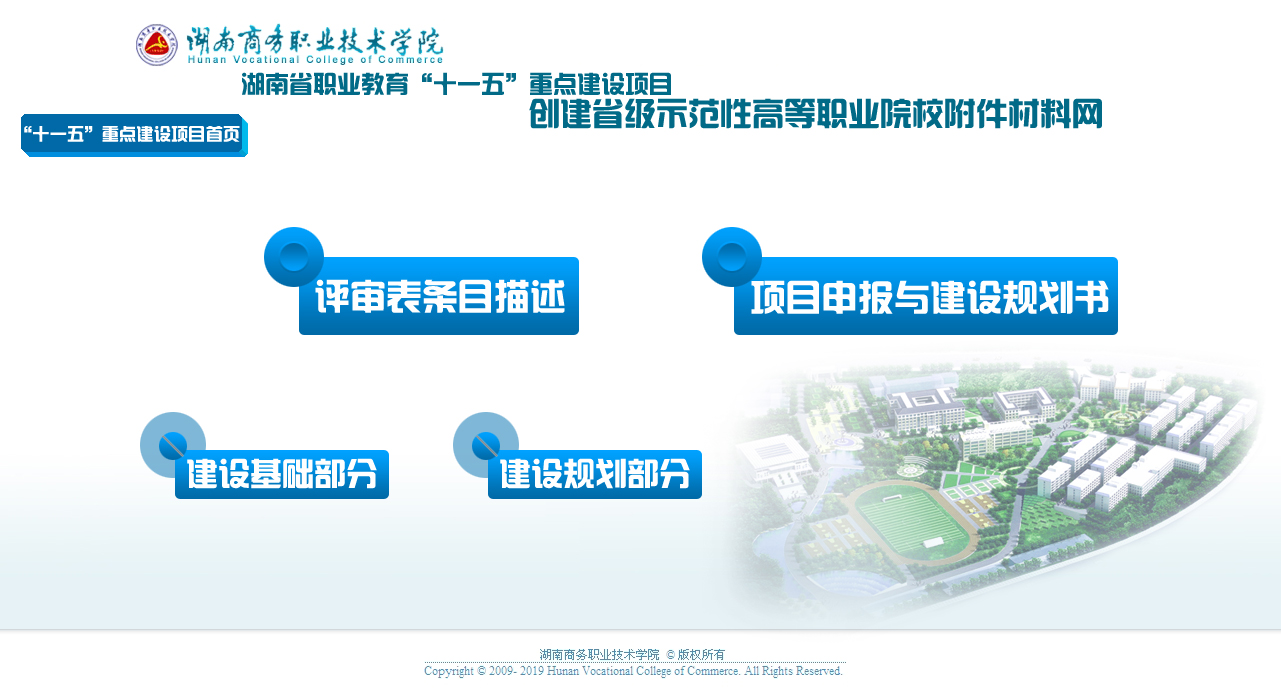 湖南商务职业技术学院
Hunan Vocational College of Commerce
湖南省职业教育“十一五”重点建设项目
创建省级示范性高等职业院校附件材料网
“十一五”重点建设项目首页
评审表条目描述
项目申报与建设规划书
建设基础部分
建设规划部分
湖南商务职业技术学院 © 版权所有
Copyright © 2009- 2019 Hunan Vocational College of Commerce. All Rights Reserved.